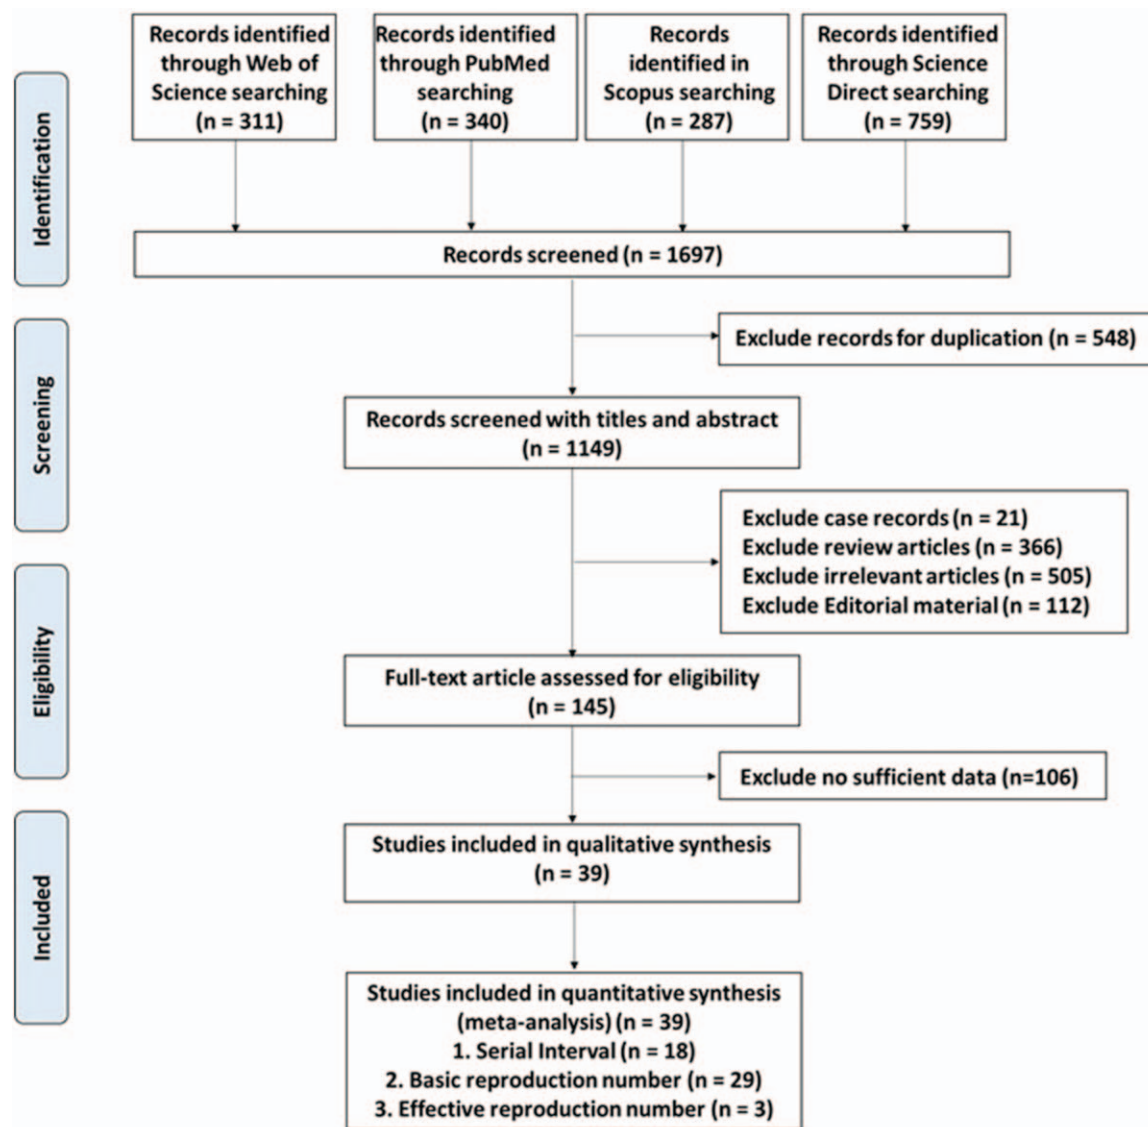 Records identified
through Web of
Science searching
(n = 311)
Records identified
through PubMed
searching
(n = 340)
Records
identified in
Scopus searching
(n = 287)
Records identified
through Science
Direct searching
(n = 759)
Identification
Records screened (n = 1697)
Exclude records for duplication (n = 548)
Screening
Records screened with titles and abstract
(n = 1149)
Exclude case records (n = 21)
Exclude review articles (n = 366)
Exclude irrelevant articles (n = 505)
Exclude Editorial material (n = 112)
Eligibility
Full-text article assessed for eligibility
(n = 145)
Exclude no sufficient data (n=106)
Studies included in qualitative synthesis
(n = 39)
Included
Studies included in quantitative synthesis
(meta-analysis) (n = 39)
1. Serial Interval (n = 18)
2. Basic reproduction number (n = 29)
3. Effective reproduction number (n = 3)